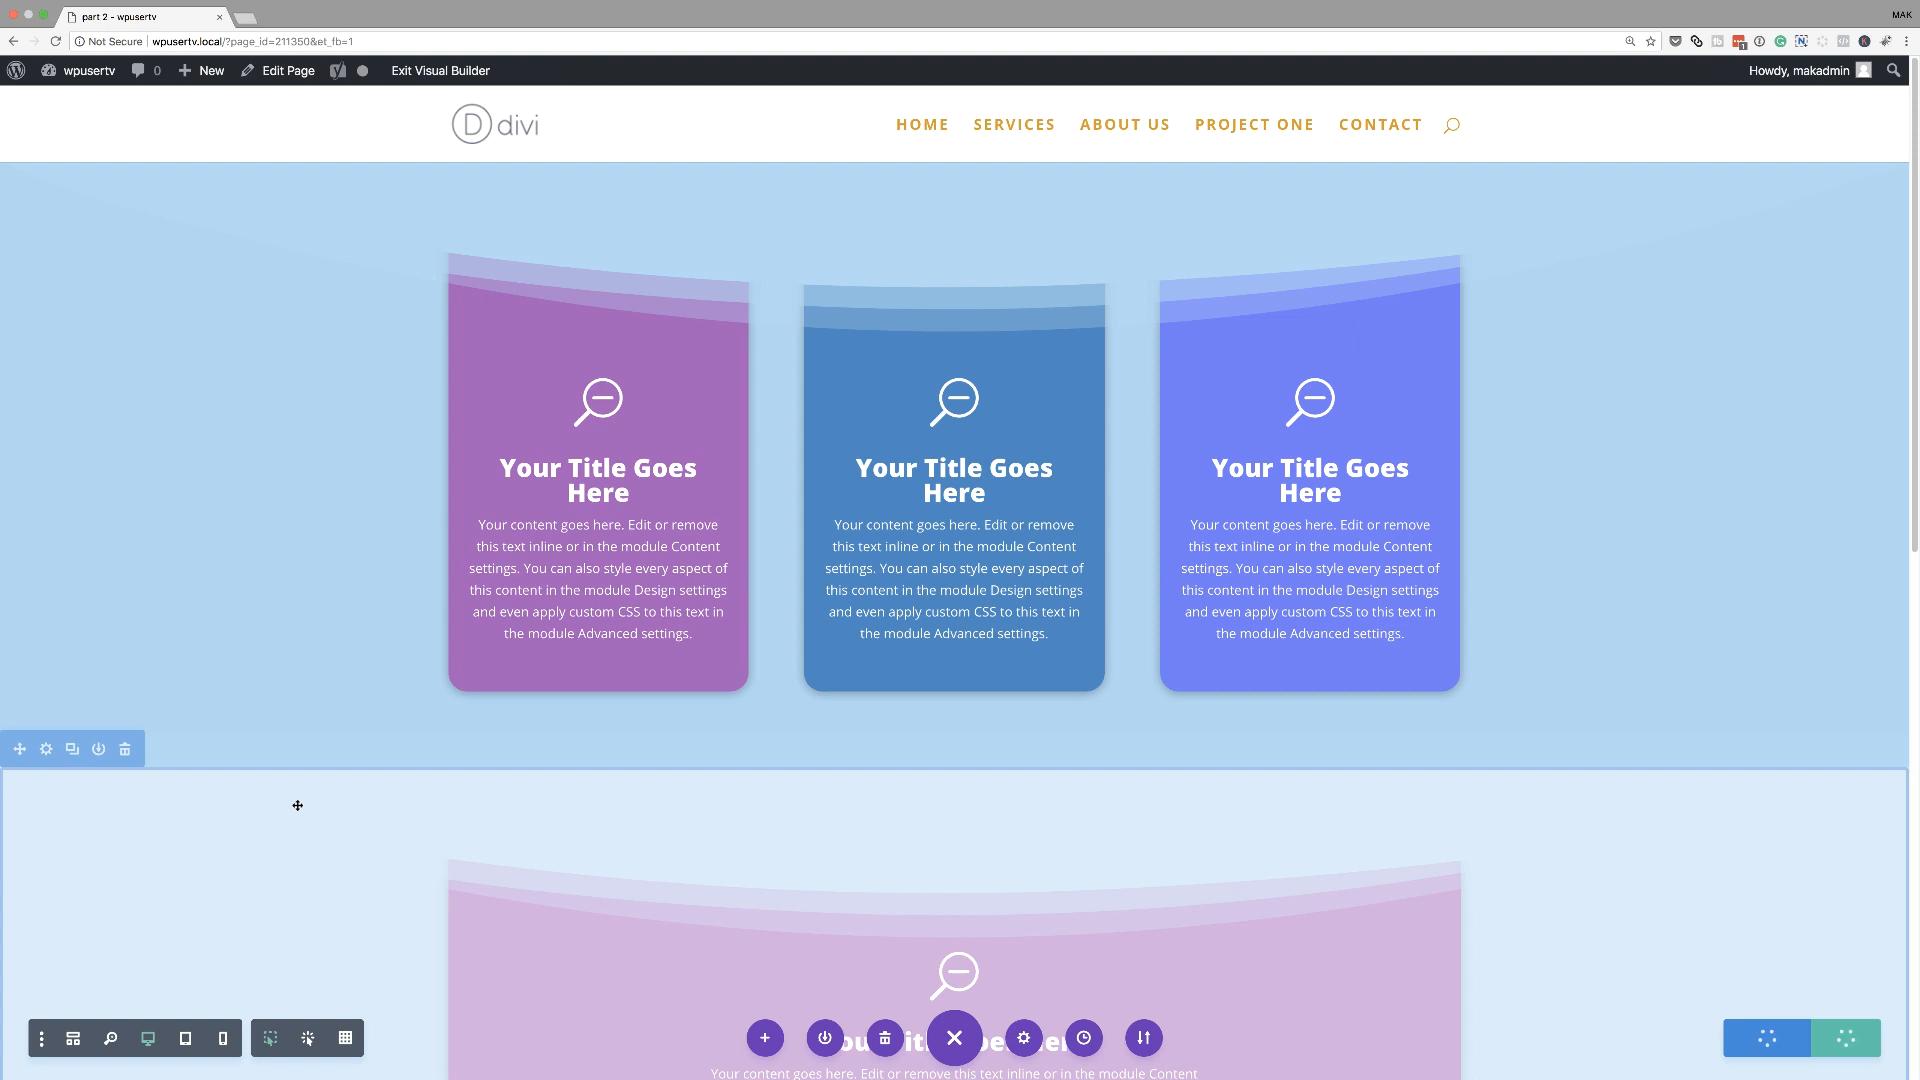 part 2 - wpusertv
MAK
Not Secure
wpusertv.local/?page_id=211350&et_fb=1
wpusertv
0
New
Edit Page
Exit Visual Builder
Howdy, makadmin
D divi
HOME
SERVICES
ABOUT US
PROJECT ONE
CONTACT
Your Title Goes
Here
Your content goes here. Edit or remove
this text inline or in the module Content
settings. You can also style every aspect of
this content in the module Design settings
and even apply custom CSS to this text in
the module Advanced settings.
Your Title Goes
Here
Your content goes here. Edit or remove
this text inline or in the module Content
settings. You can also style every aspect of
this content in the module Design settings
and even apply custom CSS to this text in
the module Advanced settings.
Your Title Goes
Here
Your content goes here. Edit or remove
this text inline or in the module Content
settings. You can also style every aspect of
this content in the module Design settings
and even apply custom CSS to this text in
the module Advanced settings.
Your content goes here. Edit or remove this text inline or in the module Content